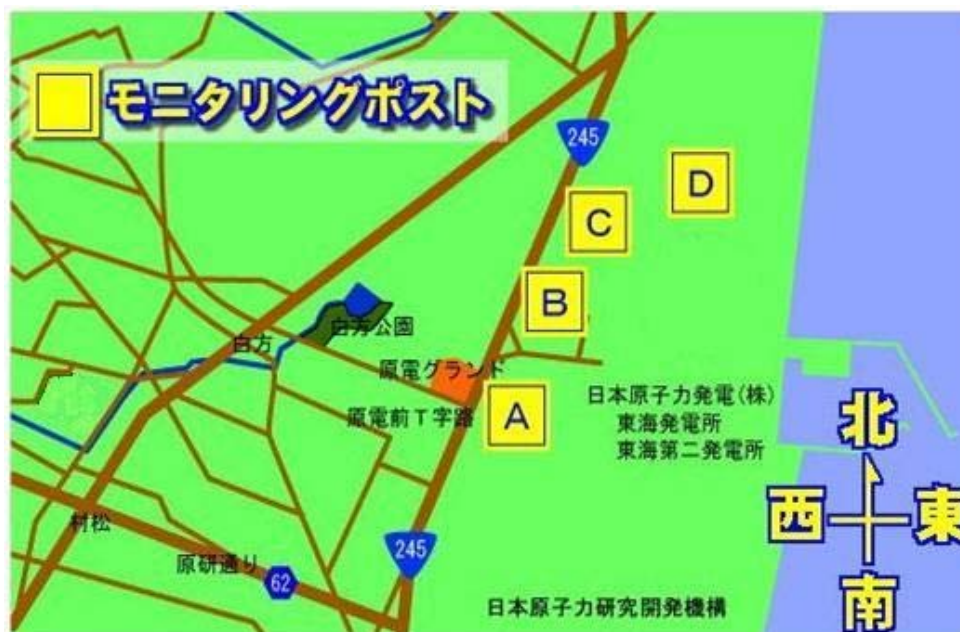 モニタリングポスト
245
D
C
B
白方公園
白方
原電グランド
原電前T字路
A
日本原子力発電(株)
東海発電所
東海第二発電所
北
西
東
南
村松
原研通り
62
245
日本原子力研究開発機構